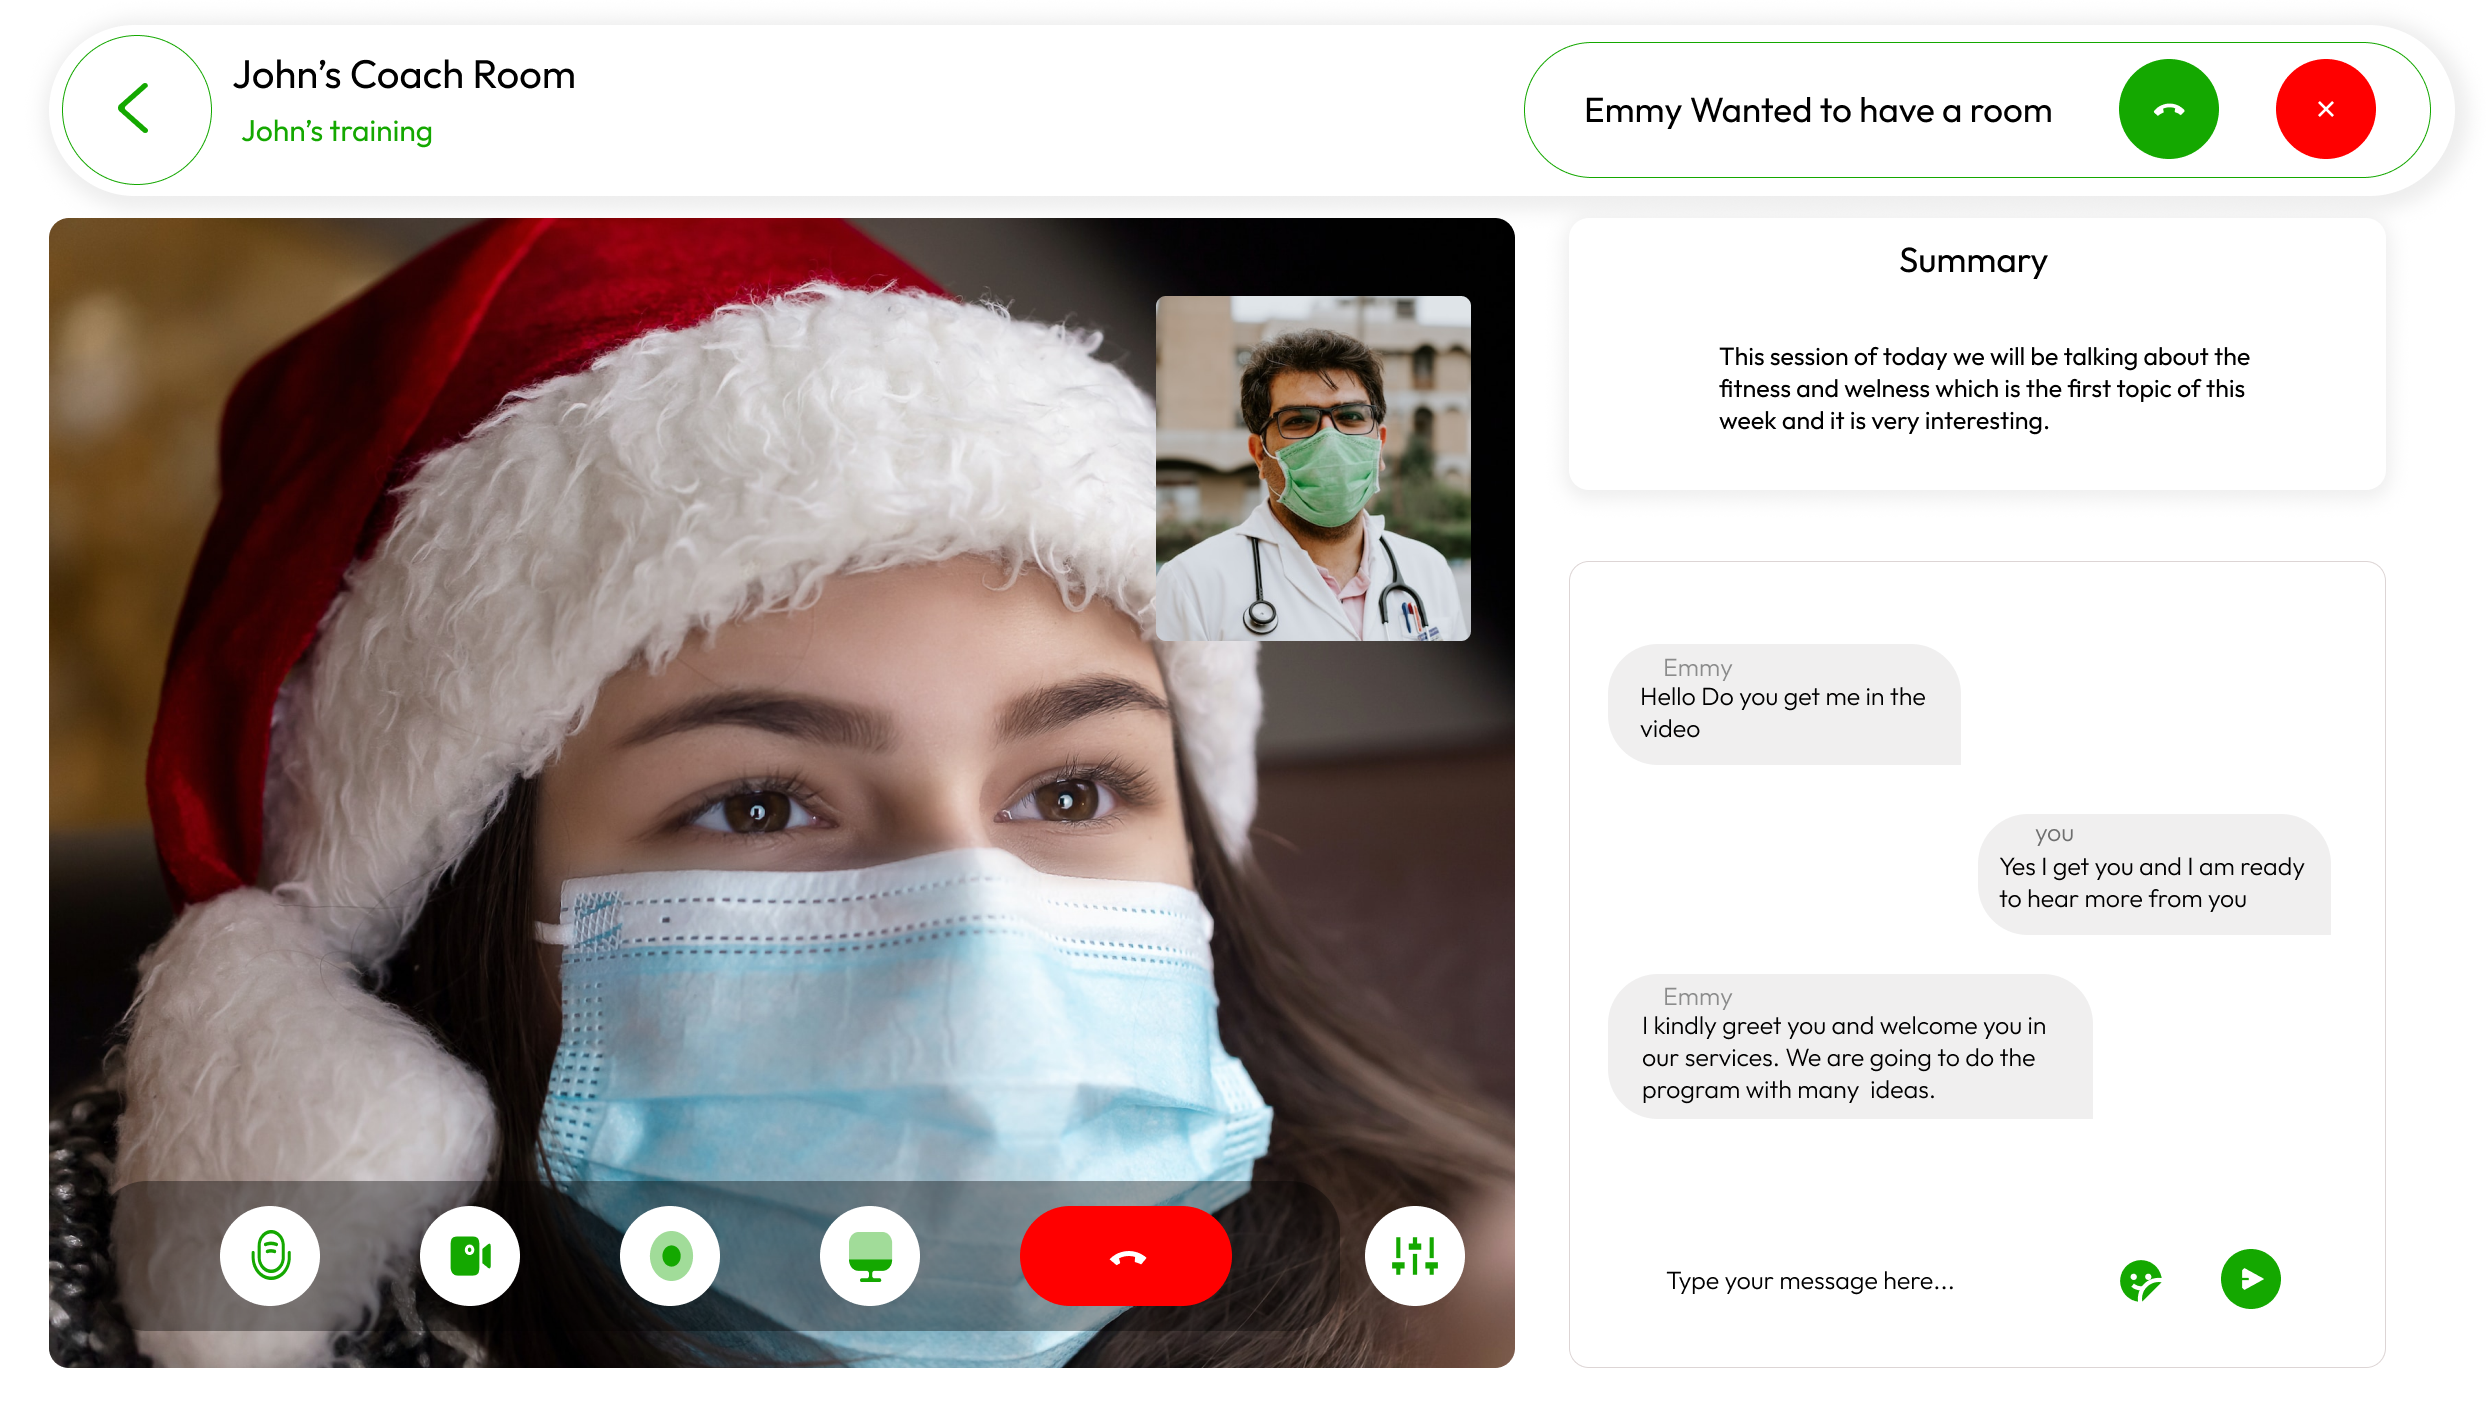 John’s Coach Room
John’s training
Emmy Wanted to have a room
Summary
This session of today we will be talking about the
fitness and welness which is the first topic of this
week and it is very interesting.
Emmy
Hello Do you get me in the
video
you
Yes I get you and I am ready
to hear more from you
Emmy
I kindly greet you and welcome you in
our services. We are going to do the
program with many  ideas.
Type your message here...